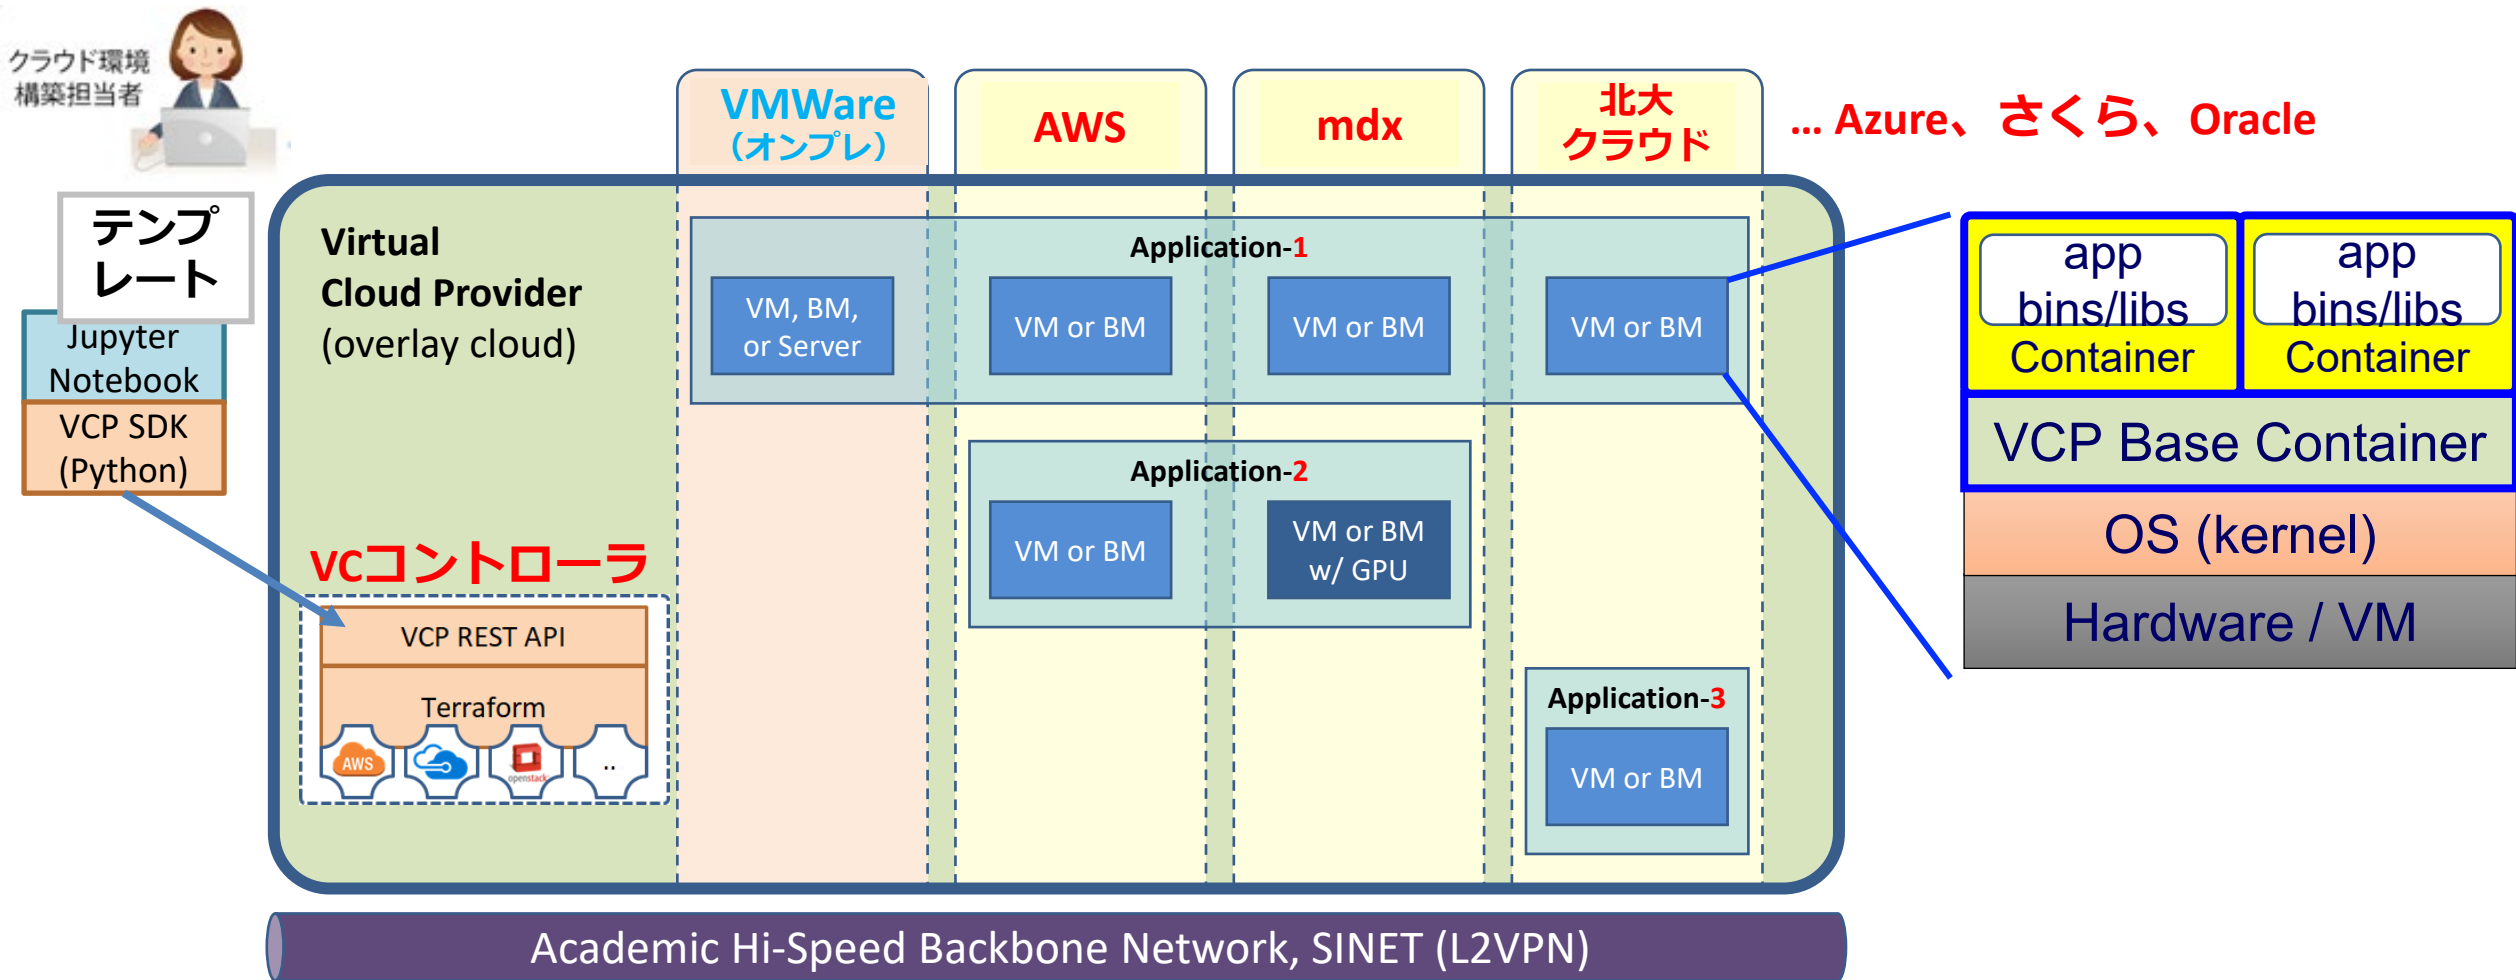 クラウド環境
構築担当者
VMWare
（オンプレ）
AWS
mdx
北大
クラウド
... Azure、さくら、Oracle
テンプ
レート
Jupyter
Notebook
VCP SDK
(Python)
Virtual
Cloud Provider
(overlay cloud)
VCコントローラ
VCP REST API
Terraform
AWS
openstack
..
Application-1
VM, BM,
or Server
VM or BM
VM or BM
VM or BM
Application-2
VM or BM
VM or BM
w/ GPU
Application-3
VM or BM
app
bins/libs
Container
app
bins/libs
Container
VCP Base Container
OS (kernel)
Hardware / VM
Academic Hi-Speed Backbone Network, SINET (L2VPN)